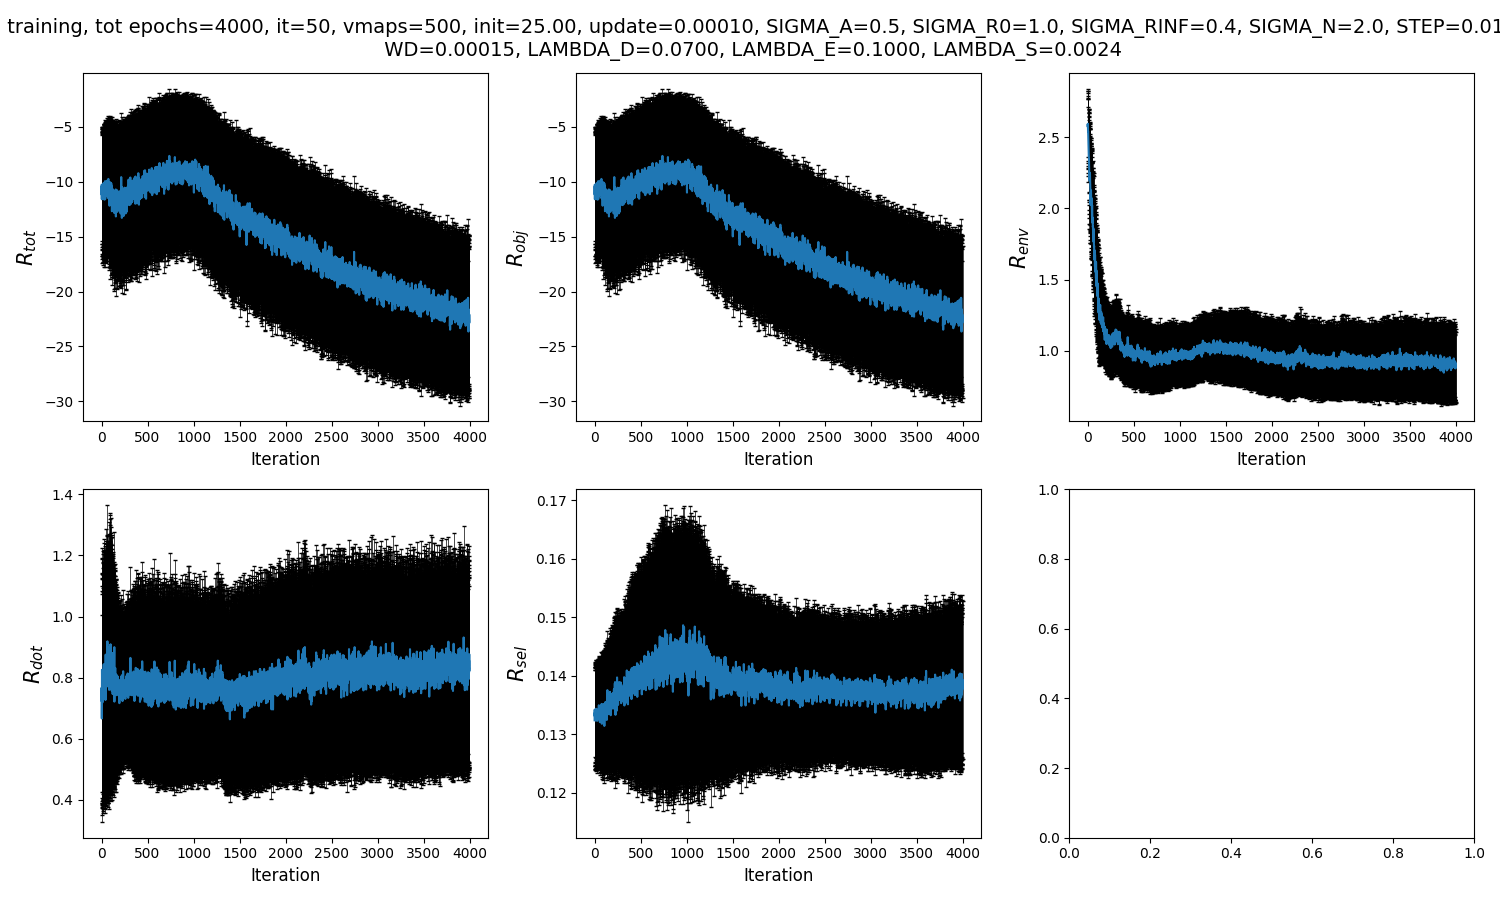 training, tot epochs=4000, it=50, vmaps=500, init=25.00, update=0.00010, SIGMA_A=0.5, SIGMA_R0=1.0, SIGMA_RINF=0.4, SIGMA_N=2.0, STEP=0.01
WD=0.00015, LAMBDA_D=0.0700, LAMBDA_E=0.1000, LAMBDA_S=0.0024
R_tot
−5
−10
−15
−20
−25
−30
0 500 1000 1500 2000 2500 3000 3500 4000
Iteration
R_obj
−5
−10
−15
−20
−25
−30
0 500 1000 1500 2000 2500 3000 3500 4000
Iteration
R_env
2.5
2.0
1.5
1.0
0 500 1000 1500 2000 2500 3000 3500 4000
Iteration
R_dot
1.4
1.2
1.0
0.8
0.6
0.4
0 500 1000 1500 2000 2500 3000 3500 4000
Iteration
R_sel
0.17
0.16
0.15
0.14
0.13
0.12
0 500 1000 1500 2000 2500 3000 3500 4000
Iteration
1.0
0.8
0.6
0.4
0.2
0.0
0.0 0.2 0.4 0.6 0.8 1.0